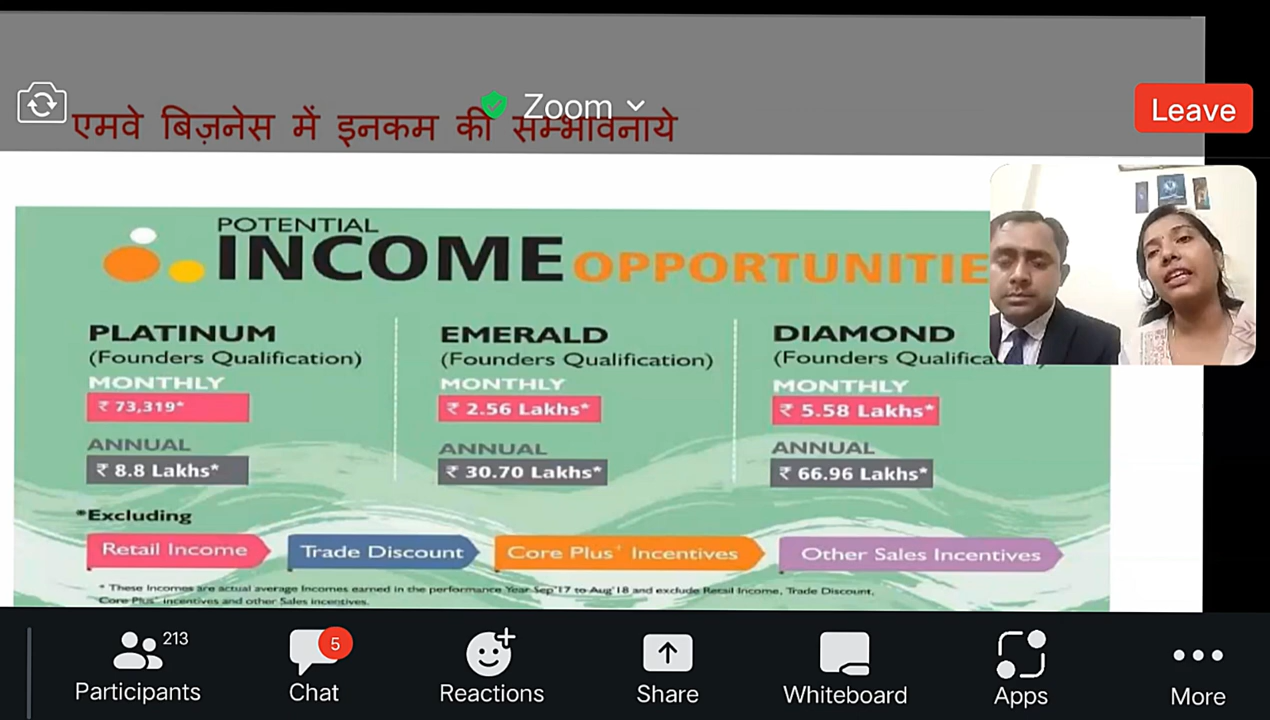 एमवे बिज़नेस में इनकम की सम्भावनाये
Zoom
Leave
POTENTIAL
INCOME OPPORTUNITIE
PLATINUM
(Founders Qualification)
MONTHLY
₹ 73,319*
ANNUAL
₹ 8.8 Lakhs*
EMERALD
(Founders Qualification)
MONTHLY
₹ 2.56 Lakhs*
ANNUAL
₹ 30.70 Lakhs*
DIAMOND
(Founders Qualifica
MONTHLY
₹ 5.58 Lakhs*
ANNUAL
₹ 66.96 Lakhs*
*Excluding
Retail Income
Trade Discount
Core Plus⁺ Incentives
Other Sales Incentives
* These Incomes are actual average Incomes earned in the performance Year Sep'17 to Aug'18 and exclude Retail Income, Trade Discount,
Core Plus⁺ incentives and other Sales incentives.
213
Participants
5
Chat
Reactions
Share
Whiteboard
Apps
More